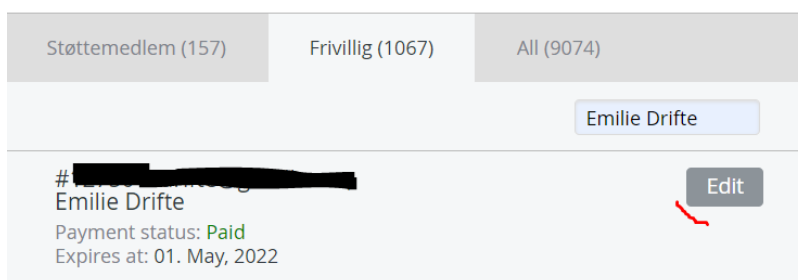 Støttemedlem (157) Frivillig (1067) All (9074)
Emilie Drifte
#
Edit
Emilie Drifte
Payment status: Paid
Expires at: 01. May, 2022